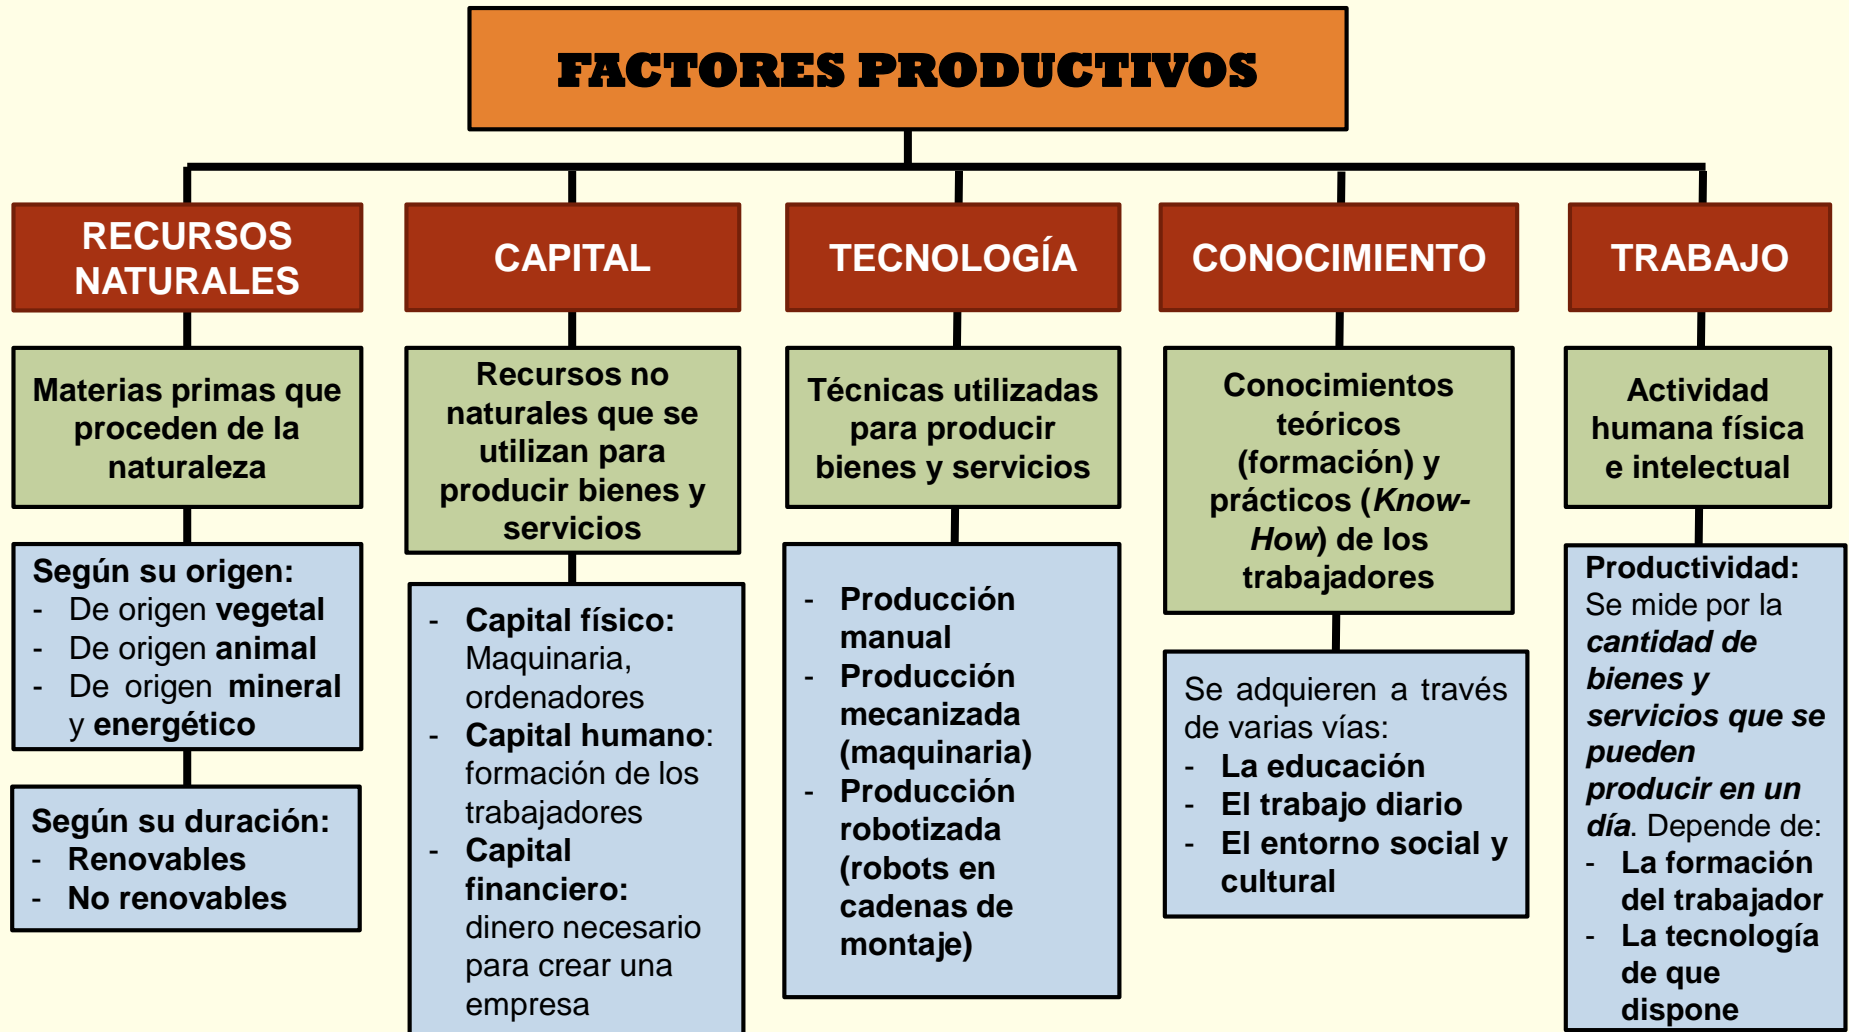 FACTORES PRODUCTIVOS
RECURSOS
NATURALES
Materias primas que
proceden de la
naturaleza
Según su origen:
- De origen vegetal
- De origen animal
- De origen mineral
y energético
Según su duración:
- Renovables
- No renovables
CAPITAL
Recursos no
naturales que se
utilizan para
producir bienes y
servicios
- Capital físico:
Maquinaria,
ordenadores
- Capital humano:
formación de los
trabajadores
- Capital
financiero:
dinero necesario
para crear una
empresa
TECNOLOGÍA
Técnicas utilizadas
para producir
bienes y servicios
- Producción
manual
- Producción
mecanizada
(maquinaria)
- Producción
robotizada
(robots en
cadenas de
montaje)
CONOCIMIENTO
Conocimientos
teóricos
(formación) y
prácticos (Know-
How) de los
trabajadores
Se adquieren a través
de varias vías:
- La educación
- El trabajo diario
- El entorno social y
cultural
TRABAJO
Actividad
humana física
e intelectual
Productividad:
Se mide por la
cantidad de
bienes y
servicios que se
pueden
producir en un
día. Depende de:
- La formación
del trabajador
- La tecnología
de que
dispone